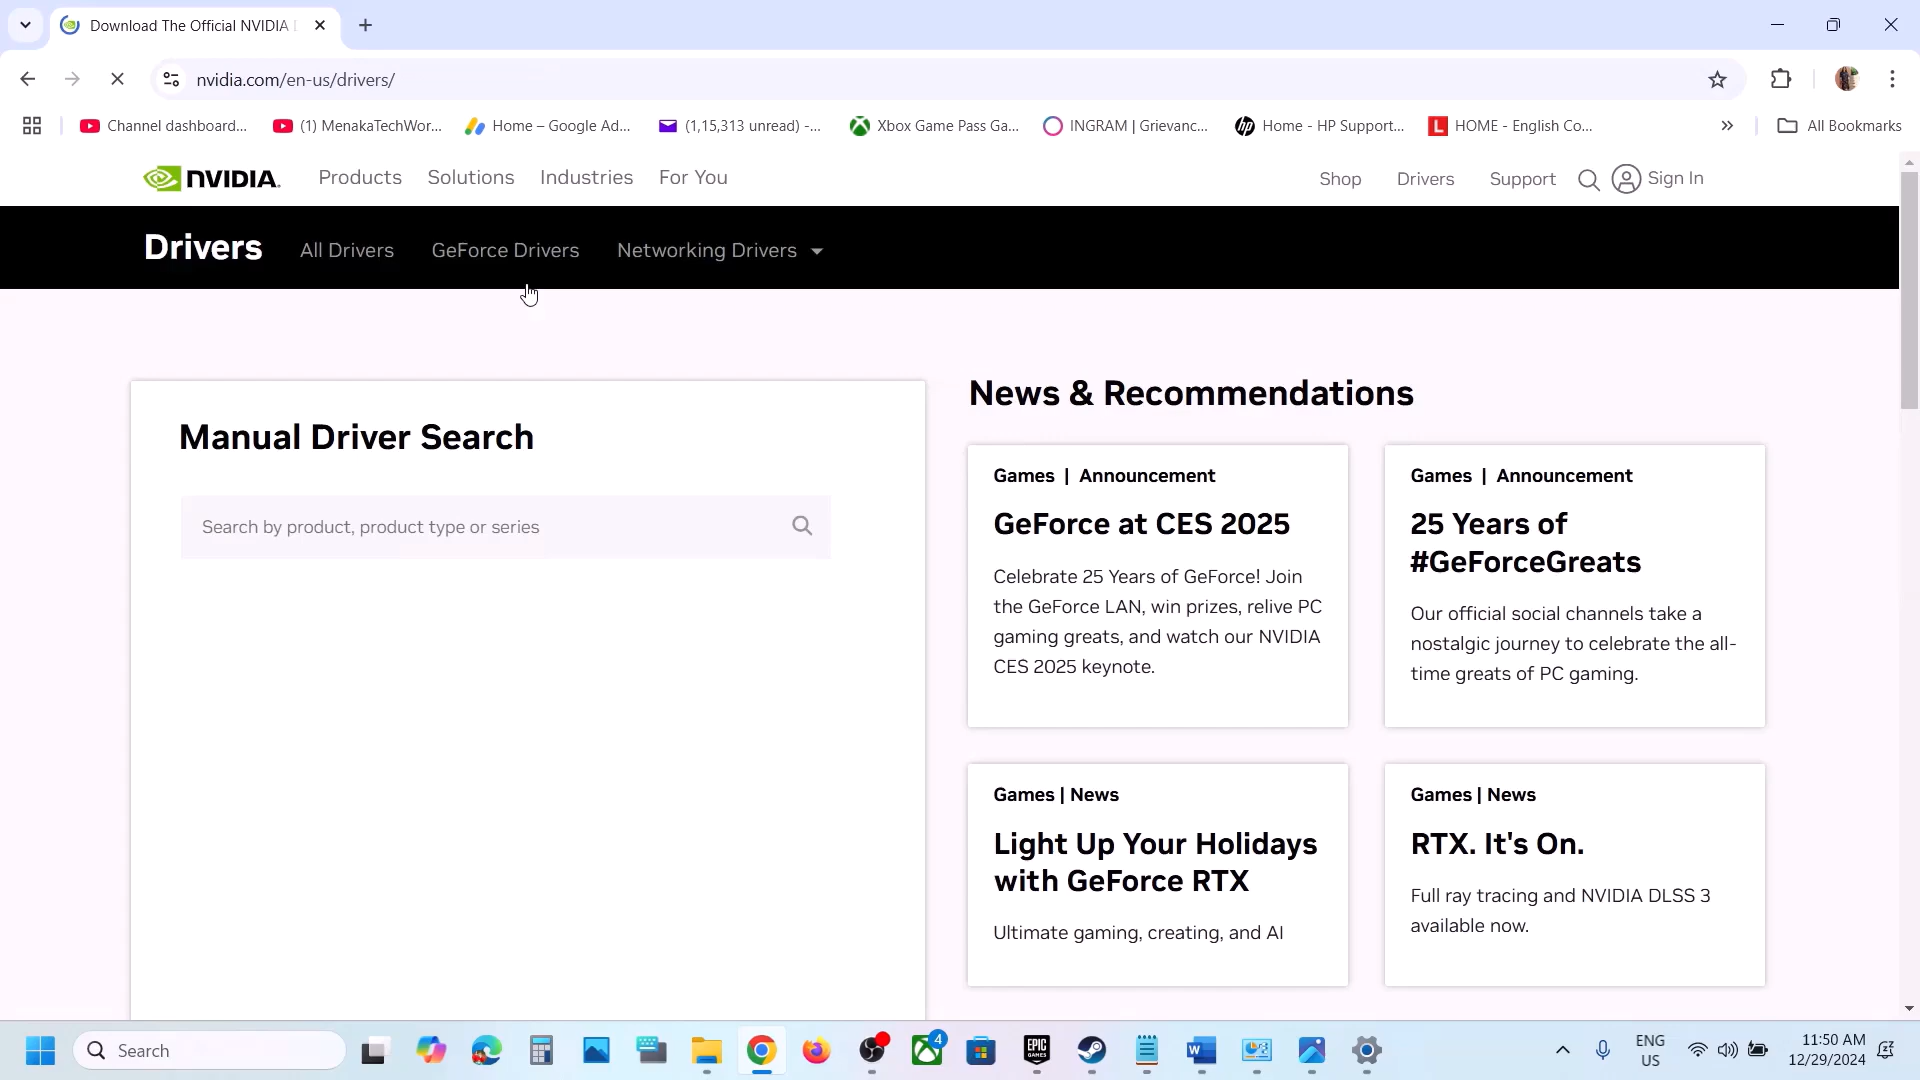 Download The Official NVIDIA
nvidia.com/en-us/drivers/
Channel dashboard...
(1) MenakaTechWor...
Home – Google Ad...
(1,15,313 unread) -...
Xbox Game Pass Ga...
INGRAM | Grievanc...
Home - HP Support...
HOME - English Co...
All Bookmarks
NVIDIA.
Products
Solutions
Industries
For You
Shop
Drivers
Support
Sign In
Drivers
All Drivers
GeForce Drivers
Networking Drivers
Manual Driver Search
Search by product, product type or series
News & Recommendations
Games | Announcement
GeForce at CES 2025
Celebrate 25 Years of GeForce! Join
the GeForce LAN, win prizes, relive PC
gaming greats, and watch our NVIDIA
CES 2025 keynote.
Games | Announcement
25 Years of
#GeForceGreats
Our official social channels take a
nostalgic journey to celebrate the all-
time greats of PC gaming.
Games | News
Light Up Your Holidays
with GeForce RTX
Ultimate gaming, creating, and AI
Games | News
RTX. It's On.
Full ray tracing and NVIDIA DLSS 3
available now.
Search
4
EPIC
GAMES
ENG
US
11:50 AM
12/29/2024